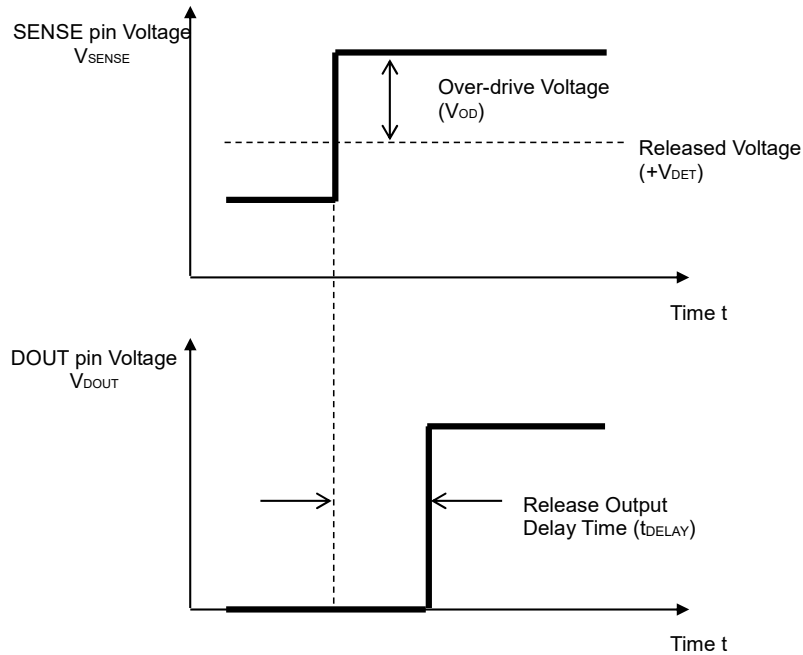 SENSE pin Voltage
VSENSE
Over-drive Voltage
(VOD)
Released Voltage
(+VDET)
Time t
DOUT pin Voltage
VDOUT
Release Output
Delay Time (tDELAY)
Time t